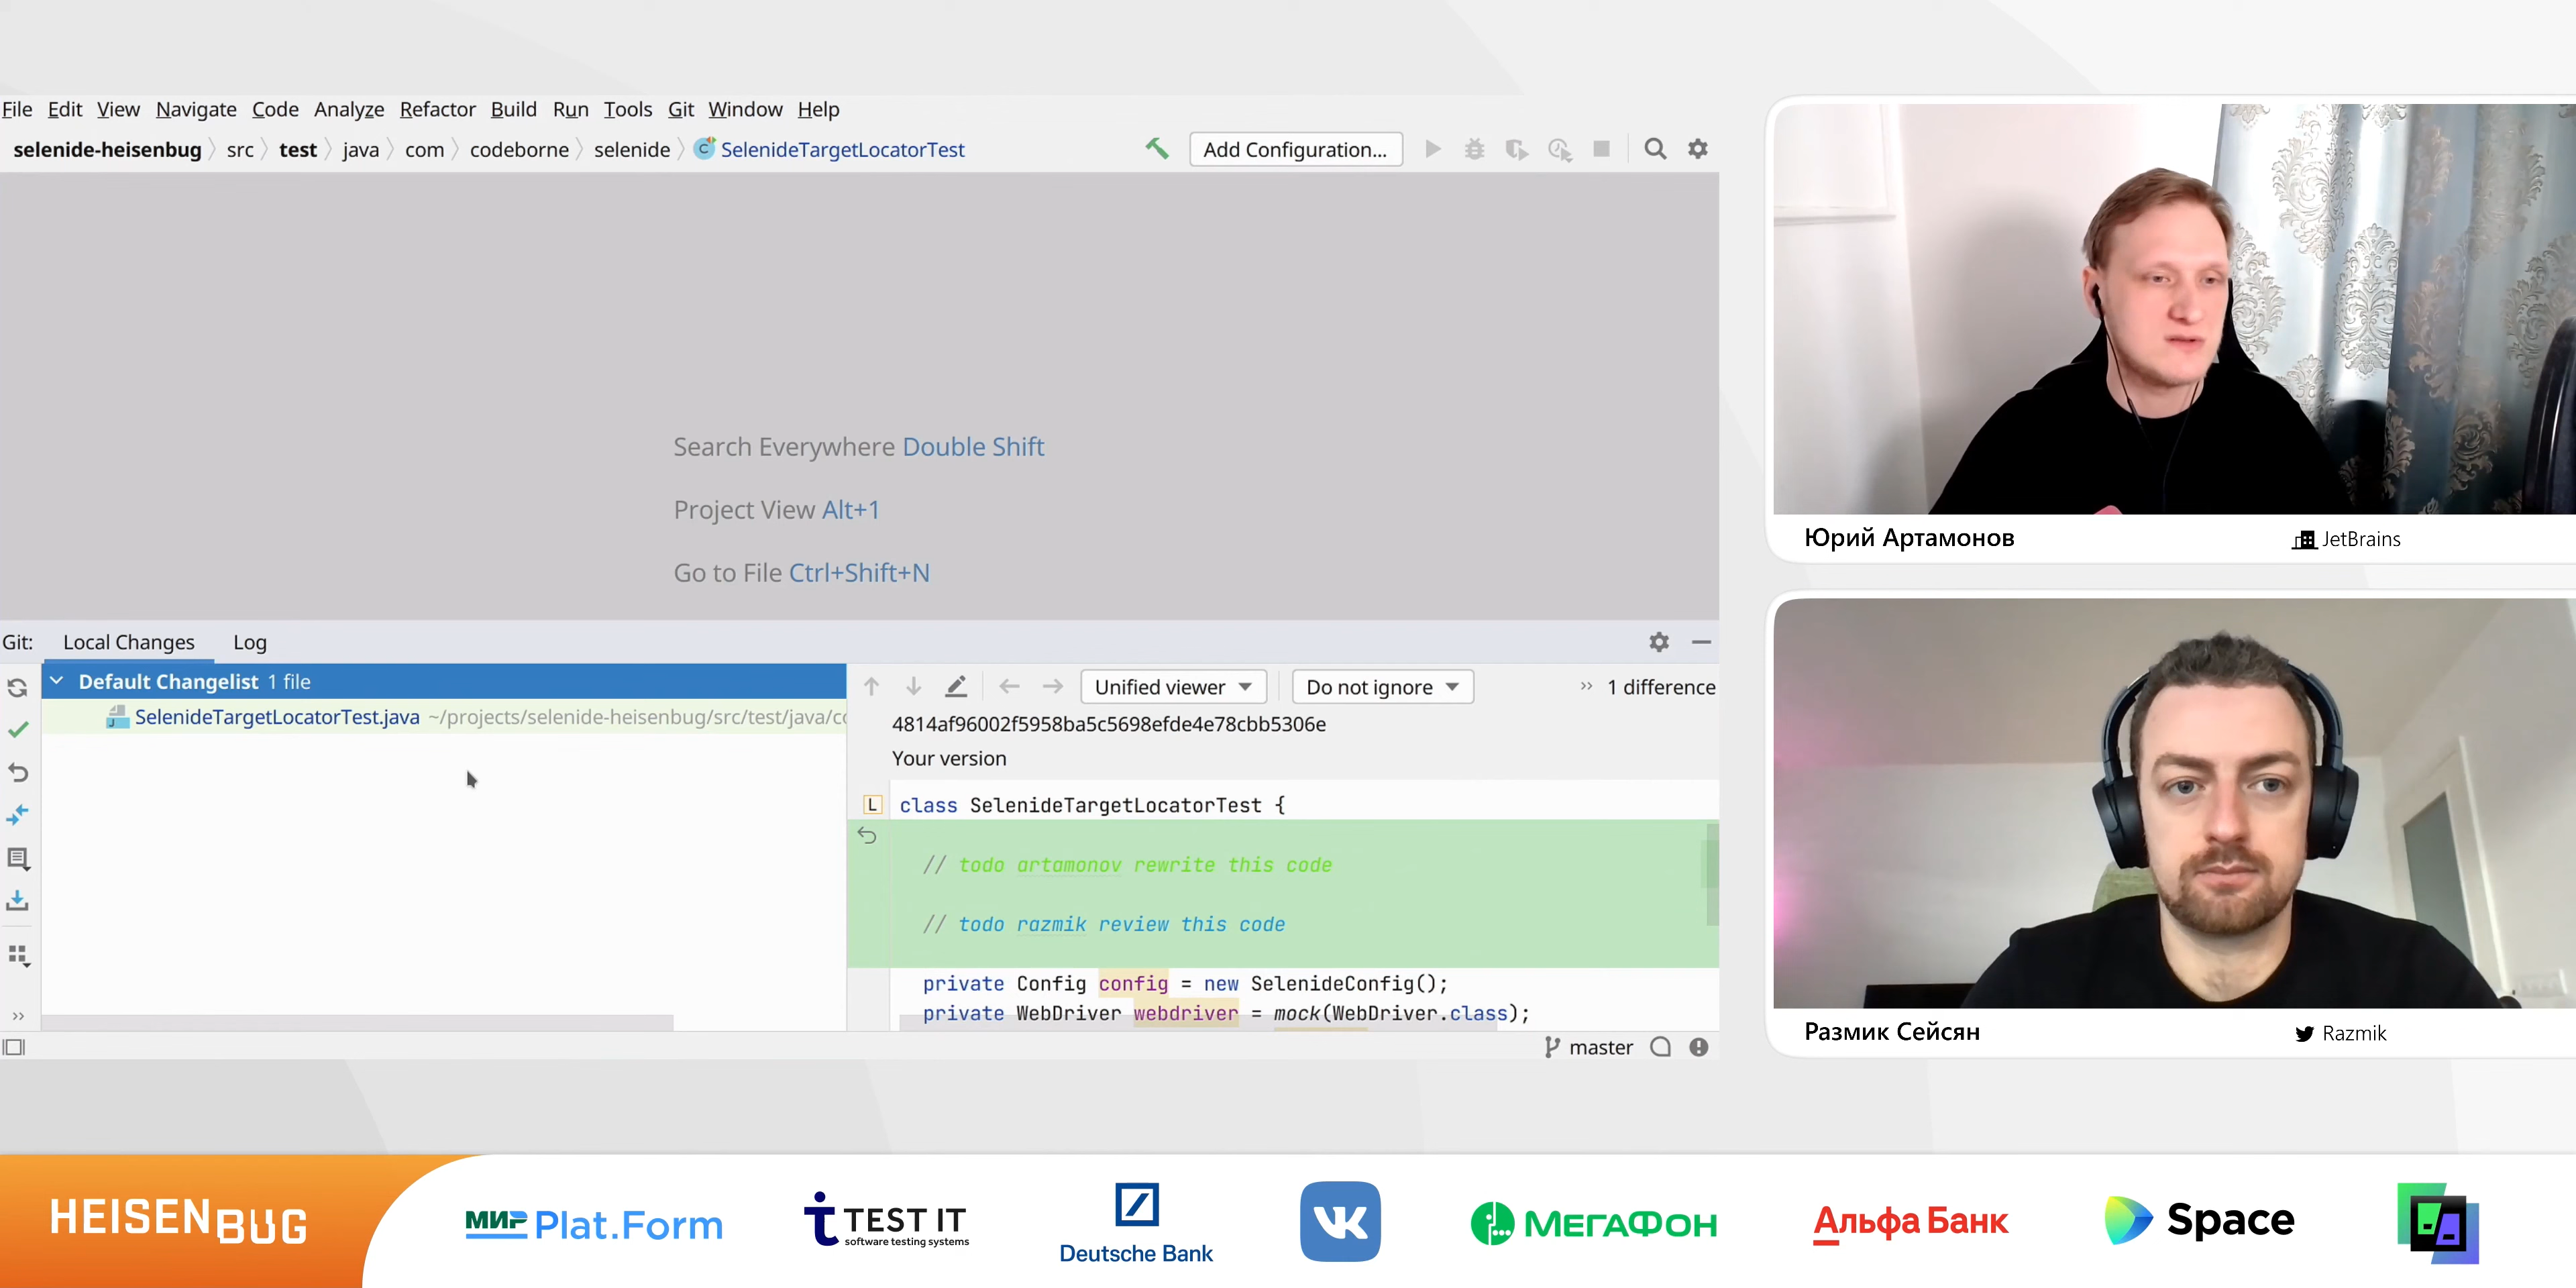 File Edit View Navigate Code Analyze Refactor Build Run Tools Git Window Help
selenide-heisenbug src test java com codeborne selenide SelenideTargetLocatorTest Add Configuration...
Search Everywhere Double Shift
Project View Alt+1
Go to File Ctrl+Shift+N
Git: Local Changes Log
Default Changelist 1 file
SelenideTargetLocatorTest.java ~/projects/selenide-heisenbug/src/test/java/co
Unified viewer Do not ignore 1 difference
4814af96002f5958ba5c5698efde4e78cbb5306e
Your version
L class SelenideTargetLocatorTest {
// todo artamonov rewrite this code
// todo razmik review this code
private Config config = new SelenideConfig();
private WebDriver webdriver = mock(WebDriver.class);
master
Юрий Артамонов JetBrains
Размик Сейсян Razmik
HEISENBUG
МИР Plat.Form
TEST IT
software testing systems
Deutsche Bank
VK
МЕГАФОН
Альфа Банк
Space